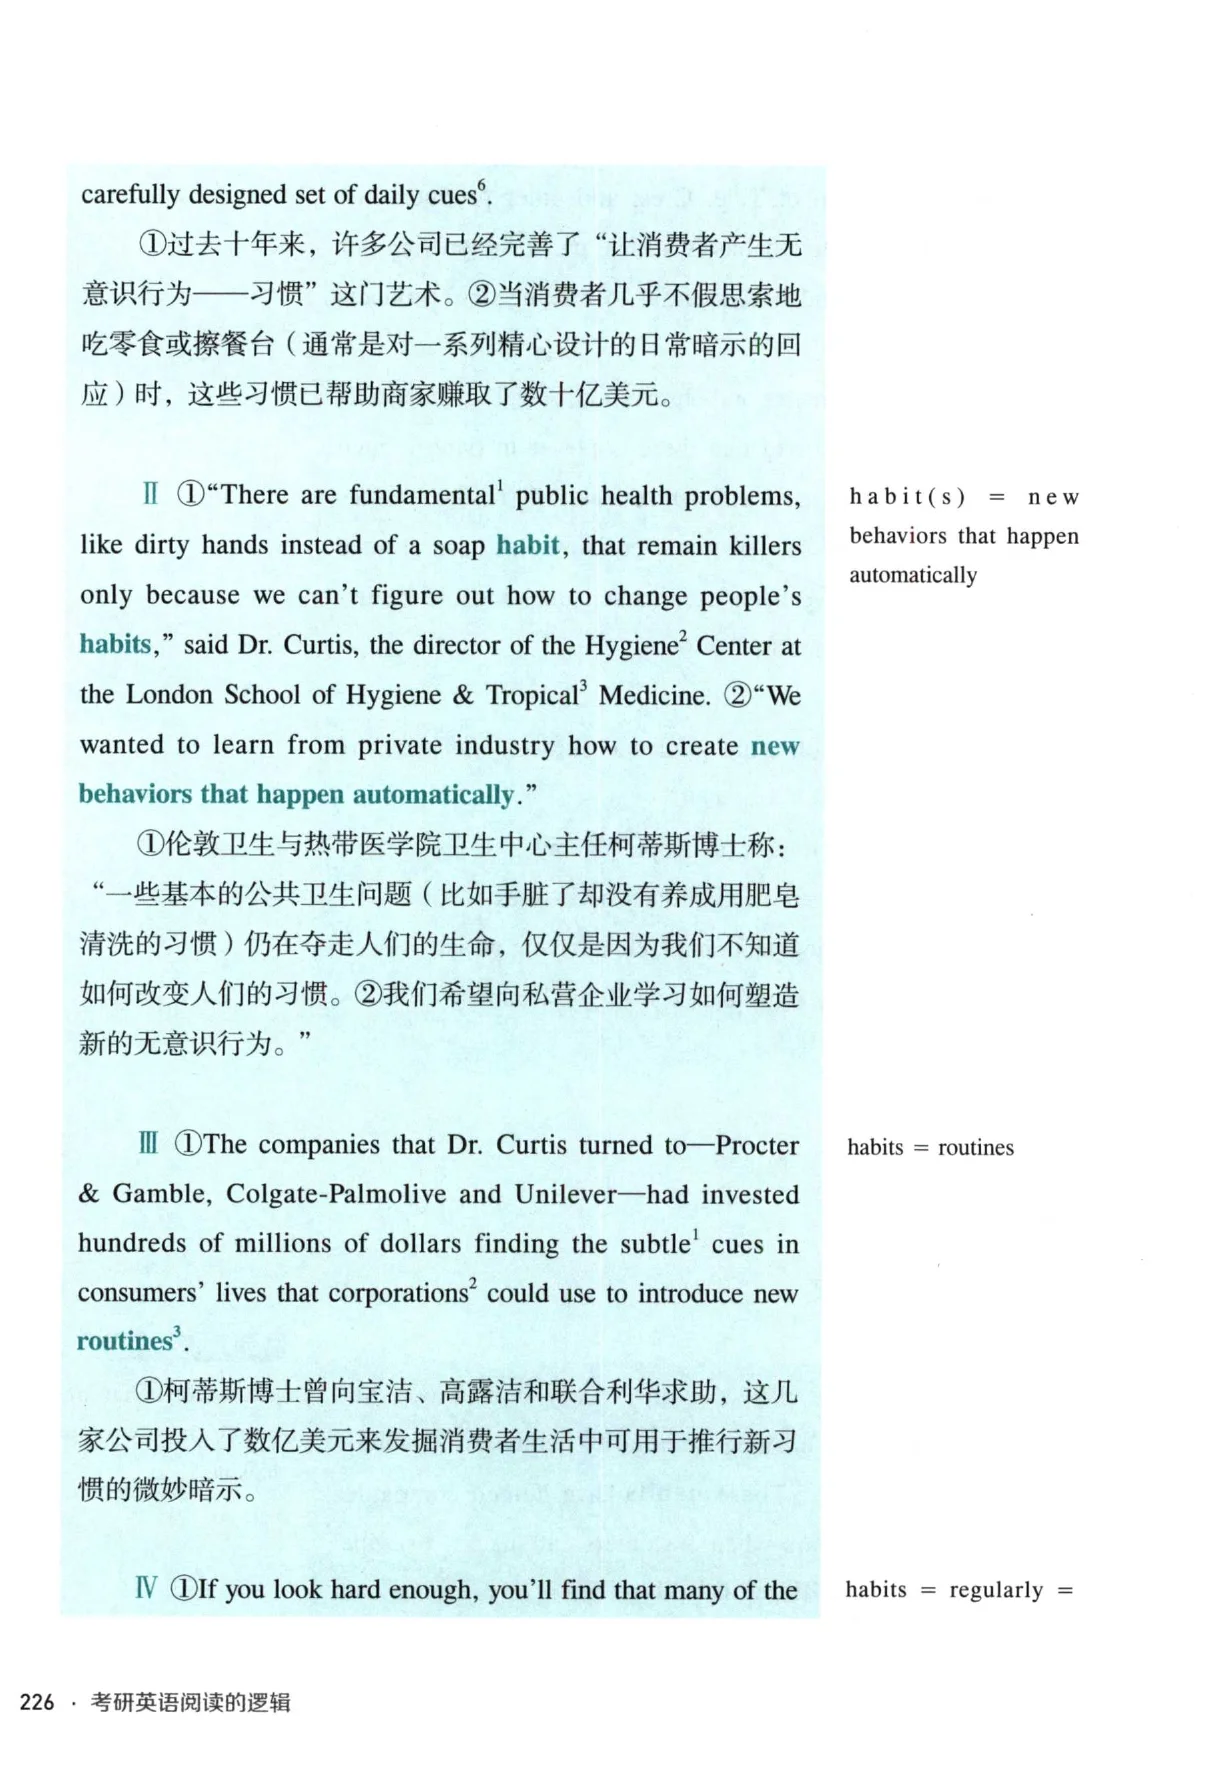 carefully designed set of daily cues⁶.
①过去十年来，许多公司已经完善了“让消费者产生无
意识行为——习惯”这门艺术。②当消费者几乎不假思索地
吃零食或擦餐台（通常是对一系列精心设计的日常暗示的回
应）时，这些习惯已帮助商家赚取了数十亿美元。
Ⅱ ①“There are fundamental¹ public health problems,
like dirty hands instead of a soap habit, that remain killers
only because we can’t figure out how to change people’s
habits,” said Dr. Curtis, the director of the Hygiene² Center at
the London School of Hygiene & Tropical³ Medicine. ②“We
wanted to learn from private industry how to create new
behaviors that happen automatically.”
habit(s) = new
behaviors that happen
automatically
①伦敦卫生与热带医学院卫生中心主任柯蒂斯博士称：
“一些基本的公共卫生问题（比如手脏了却没有养成用肥皂
清洗的习惯）仍在夺走人们的生命，仅仅是因为我们不知道
如何改变人们的习惯。②我们希望向私营企业学习如何塑造
新的无意识行为。”
Ⅲ ①The companies that Dr. Curtis turned to—Procter
& Gamble, Colgate-Palmolive and Unilever—had invested
hundreds of millions of dollars finding the subtle¹ cues in
consumers’ lives that corporations² could use to introduce new
routines³.
habits = routines
①柯蒂斯博士曾向宝洁、高露洁和联合利华求助，这几
家公司投入了数亿美元来发掘消费者生活中可用于推行新习
惯的微妙暗示。
Ⅳ ①If you look hard enough, you’ll find that many of the
habits = regularly =
226 · 考研英语阅读的逻辑